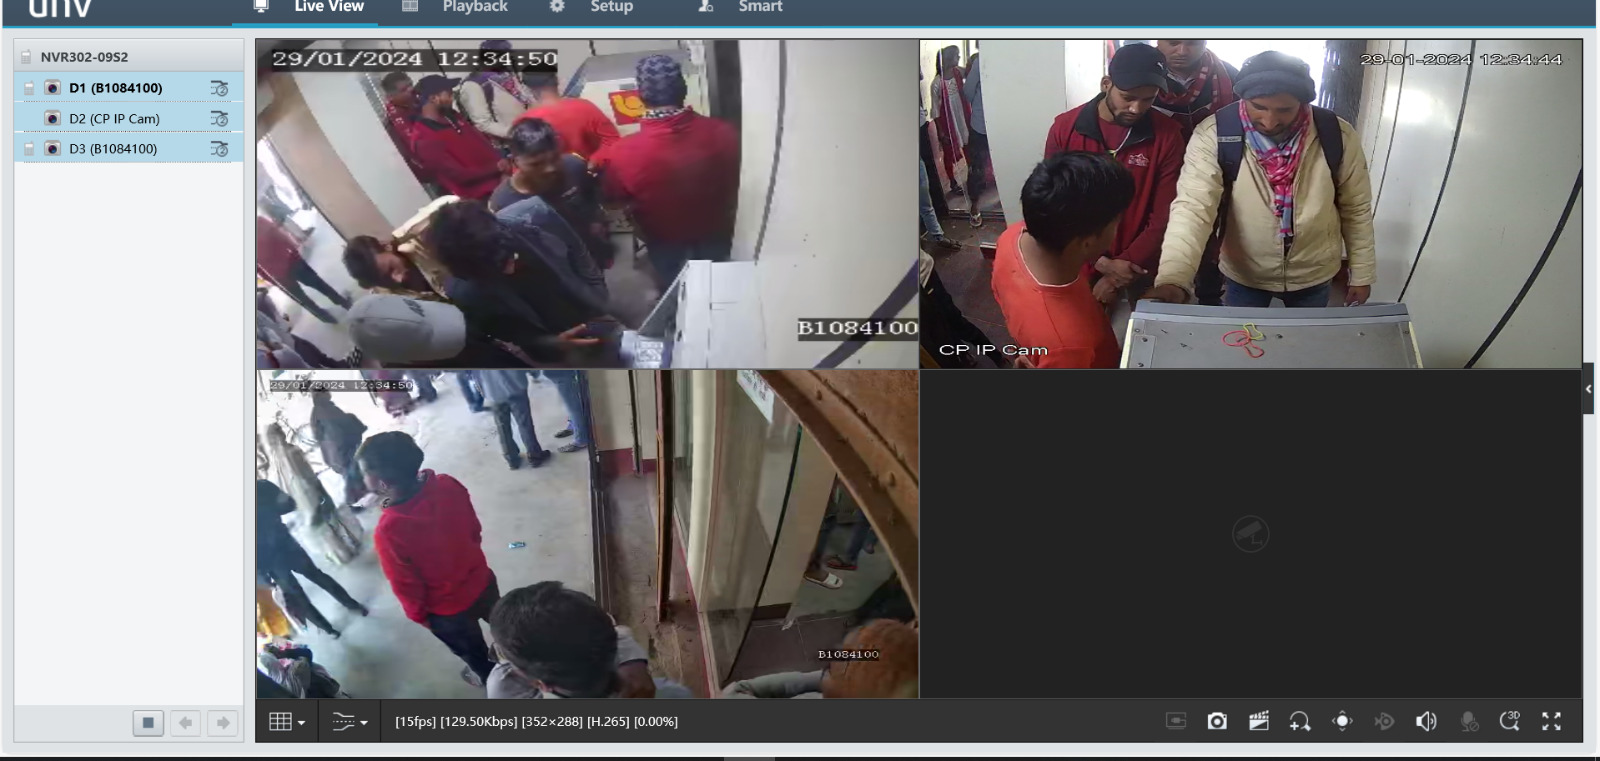 unv
Live View
Playback
Setup
Smart
NVR302-09S2
D1 (B1084100)
D2 (CP IP Cam)
D3 (B1084100)
29/01/2024 12:34:50
B1084100
29-01-2024 12:34:44
CP IP Cam
29/01/2024 12:34:50
B1084100
[15fps] [129.50Kbps] [352×288] [H.265] [0.00%]
3D